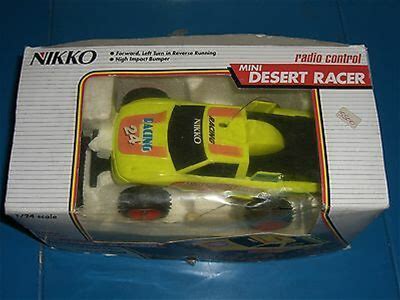 NIKKO
• Forward, Left Turn in Reverse Running
• High Impact Bumper
radio control
MINI
DESERT RACER
RACING
24
NIKKO
RACING
1/24 scale